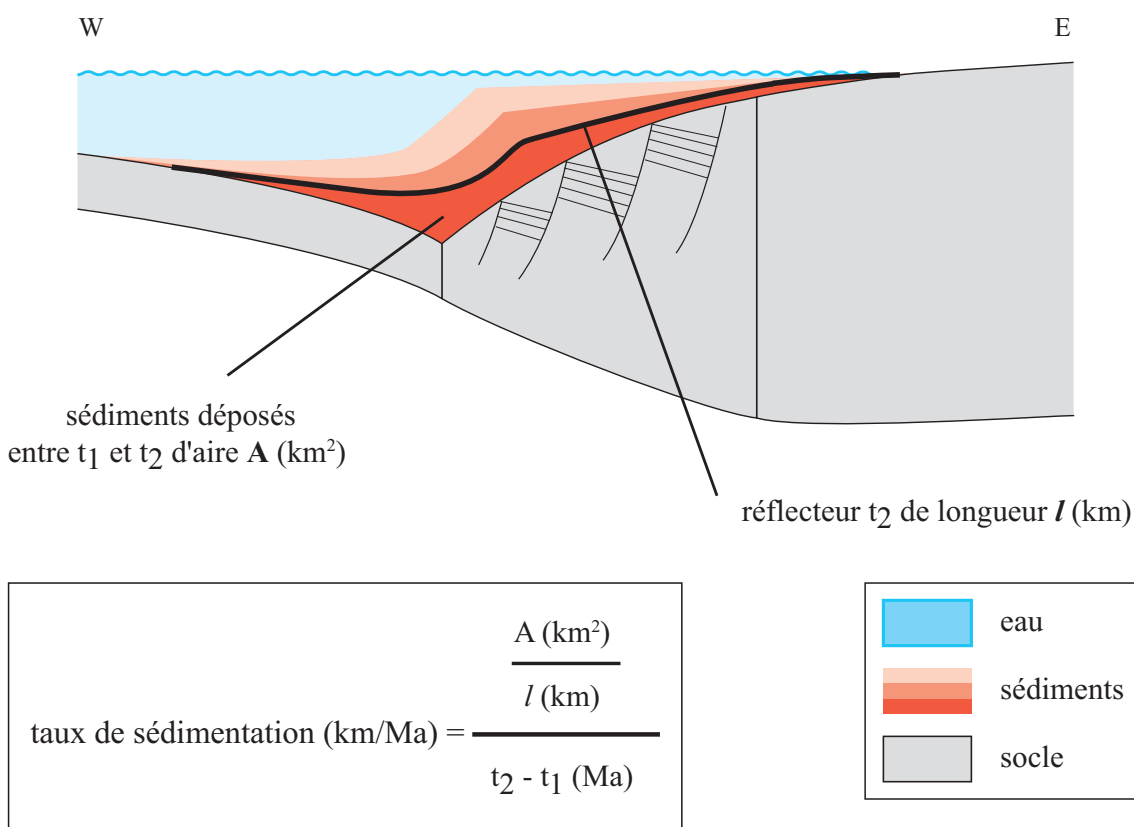 W
E
sédiments déposés
entre t1 et t2 d'aire A (km²)
réflecteur t2 de longueur l (km)
taux de sédimentation (km/Ma) =
A (km²)
l (km)
t2 - t1 (Ma)
eau
sédiments
socle